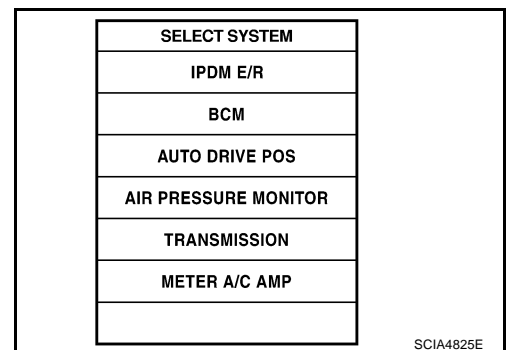 SELECT SYSTEM
IPDM E/R
BCM
AUTO DRIVE POS
AIR PRESSURE MONITOR
TRANSMISSION
METER A/C AMP
SCIA4825E